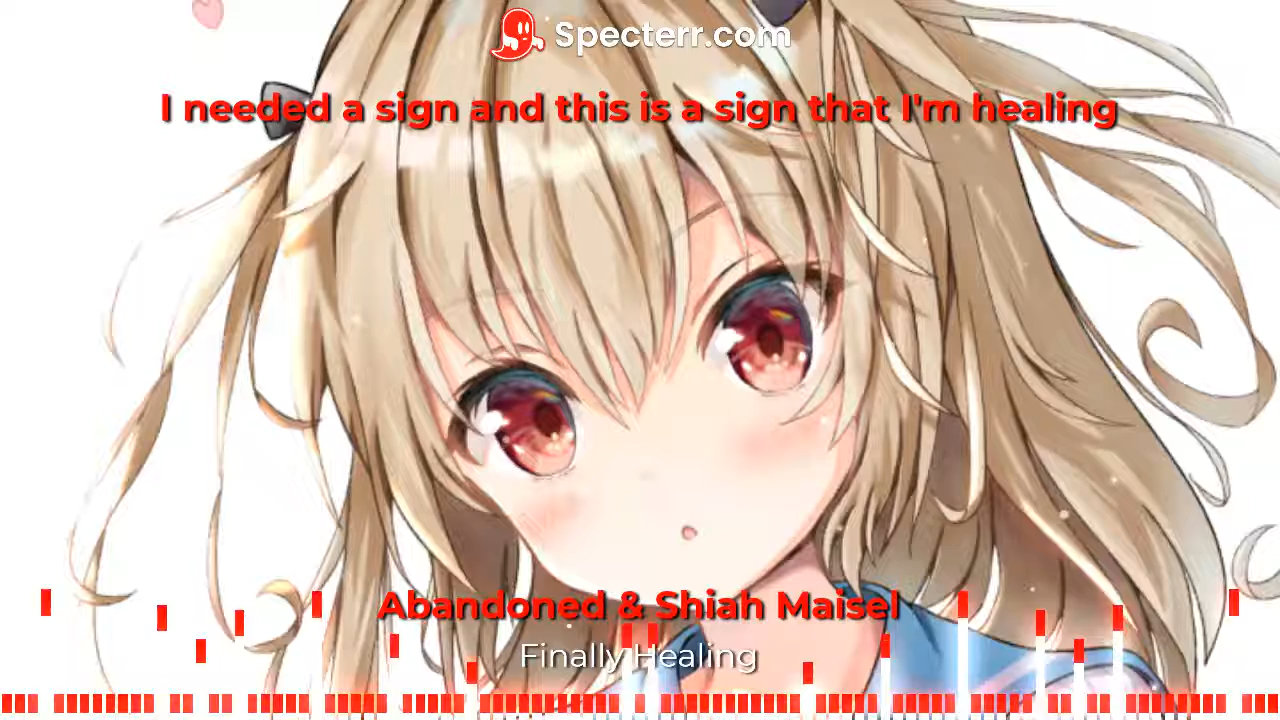 Specterr.com
I needed a sign and this is a sign that I'm healing
Abandoned & Shiah Maisel
Finally Healing